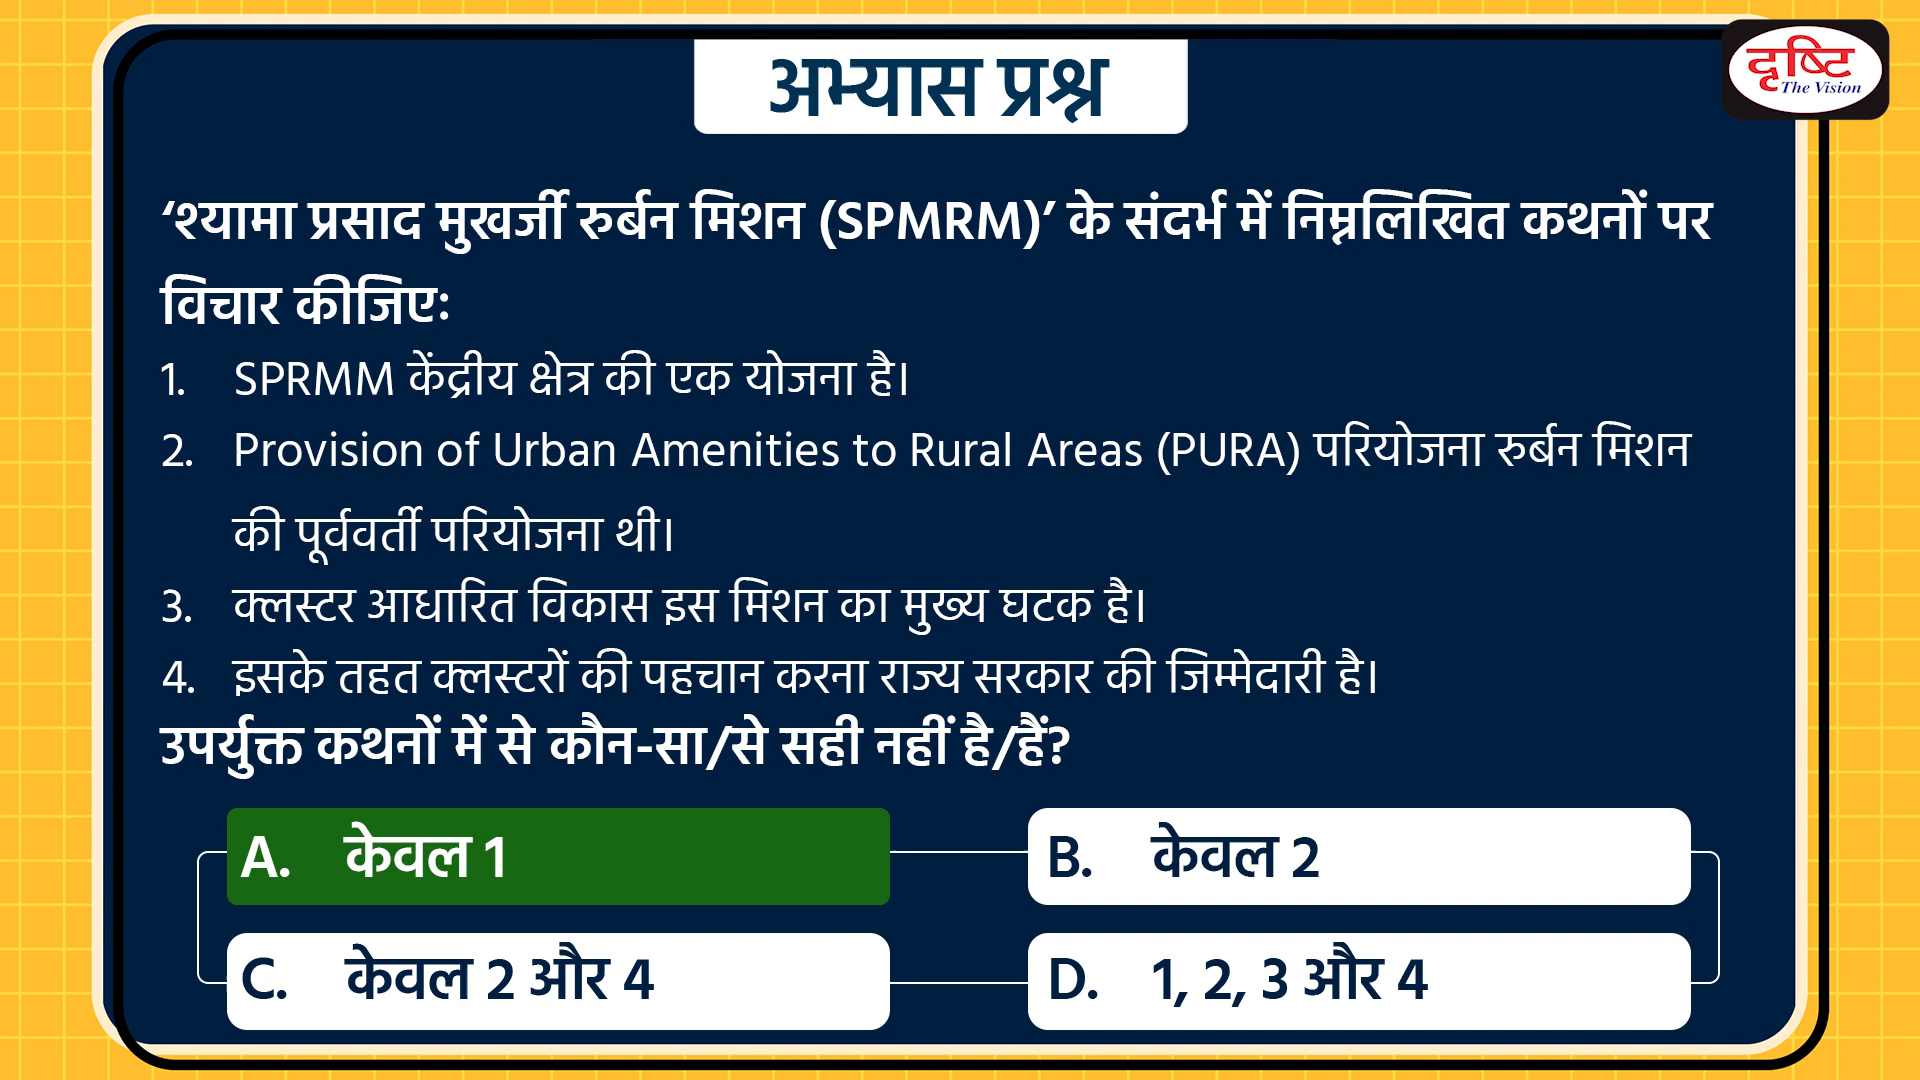 अभ्यास प्रश्न
दृष्टि
The Vision
‘श्यामा प्रसाद मुखर्जी रुर्बन मिशन (SPMRM)’ के संदर्भ में निम्नलिखित कथनों पर
विचार कीजिएः
1. SPRMM केंद्रीय क्षेत्र की एक योजना है।
2. Provision of Urban Amenities to Rural Areas (PURA) परियोजना रुर्बन मिशन
की पूर्ववर्ती परियोजना थी।
3. क्लस्टर आधारित विकास इस मिशन का मुख्य घटक है।
4. इसके तहत क्लस्टरों की पहचान करना राज्य सरकार की जिम्मेदारी है।
उपर्युक्त कथनों में से कौन-सा/से सही नहीं है/हैं?
A. केवल 1
B. केवल 2
C. केवल 2 और 4
D. 1, 2, 3 और 4